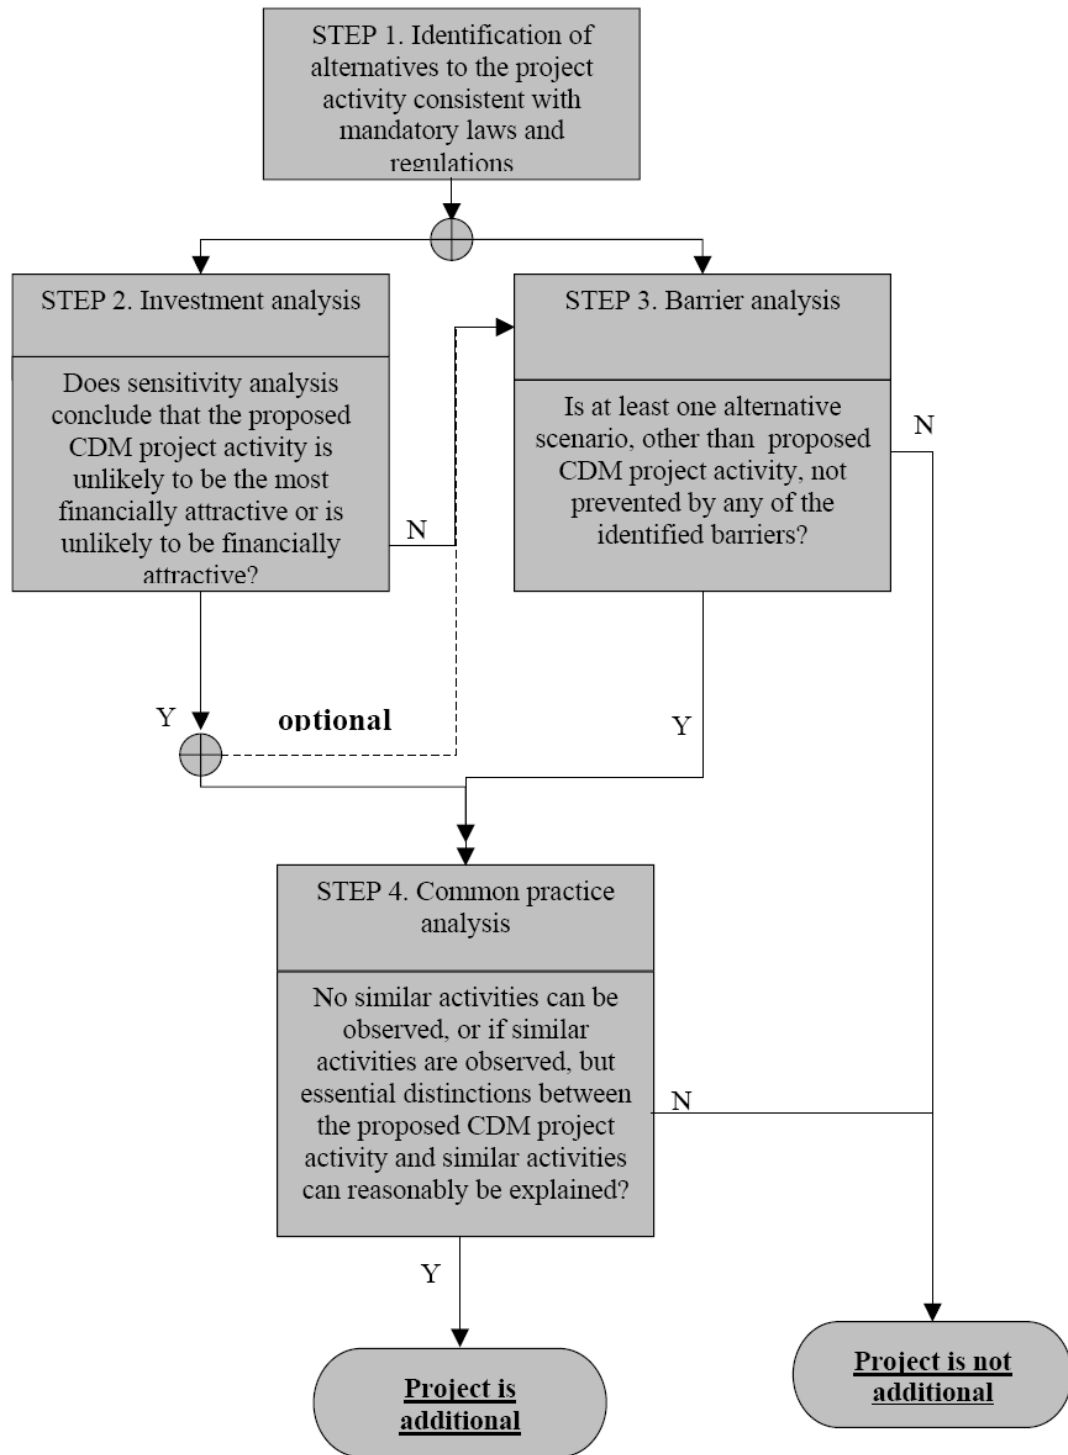 STEP 1. Identification of
alternatives to the project
activity consistent with
mandatory laws and
regulations
STEP 2. Investment analysis
Does sensitivity analysis
conclude that the proposed
CDM project activity is
unlikely to be the most
financially attractive or is
unlikely to be financially
attractive?
N
Y
optional
STEP 3. Barrier analysis
Is at least one alternative
scenario, other than proposed
CDM project activity, not
prevented by any of the
identified barriers?
N
Y
STEP 4. Common practice
analysis
No similar activities can be
observed, or if similar
activities are observed, but
essential distinctions between
the proposed CDM project
activity and similar activities
can reasonably be explained?
N
Y
Project is
additional
Project is not
additional